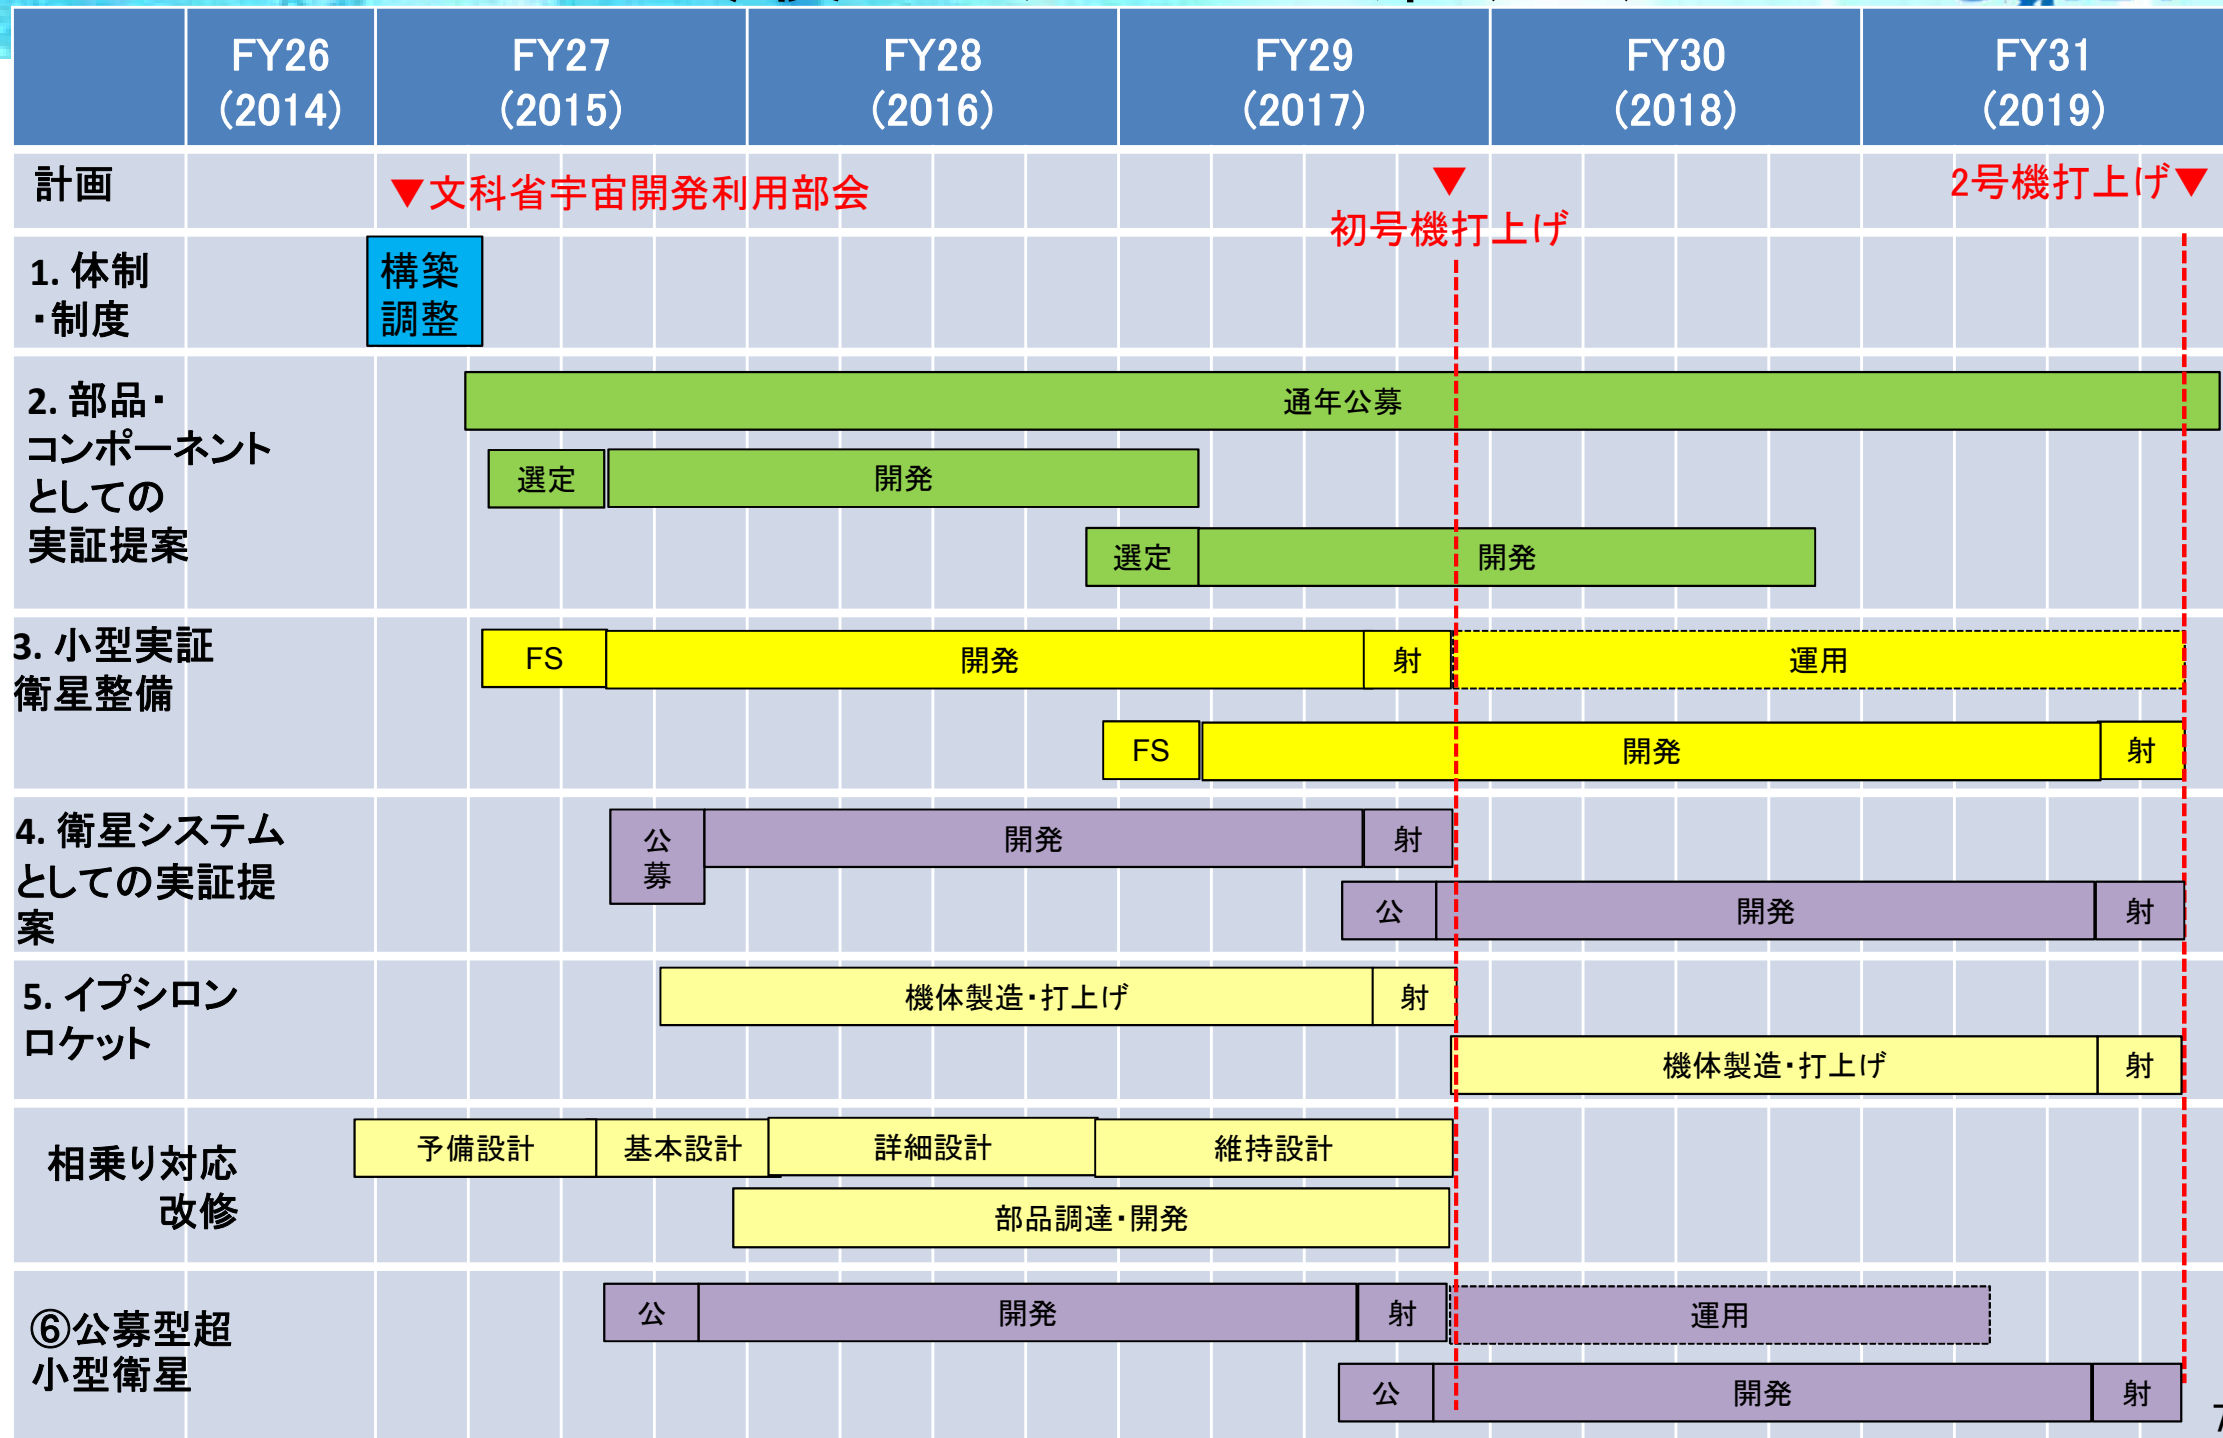 FY26
(2014)
FY27
(2015)
FY28
(2016)
FY29
(2017)
FY30
(2018)
FY31
(2019)
計画
▼文科省宇宙開発利用部会
▼
初号機打上げ
2号機打上げ▼
1. 体制
・制度
構築
調整
2. 部品・
コンポーネント
としての
実証提案
通年公募
選定
開発
選定
開発
3. 小型実証
衛星整備
FS
開発
射
運用
FS
開発
射
4. 衛星システム
としての実証提
案
公
募
開発
射
公
開発
射
5. イプシロン
ロケット
機体製造・打上げ
射
機体製造・打上げ
射
相乗り対応
改修
予備設計
基本設計
詳細設計
維持設計
部品調達・開発
⑥公募型超
小型衛星
公
開発
射
運用
公
開発
射
7